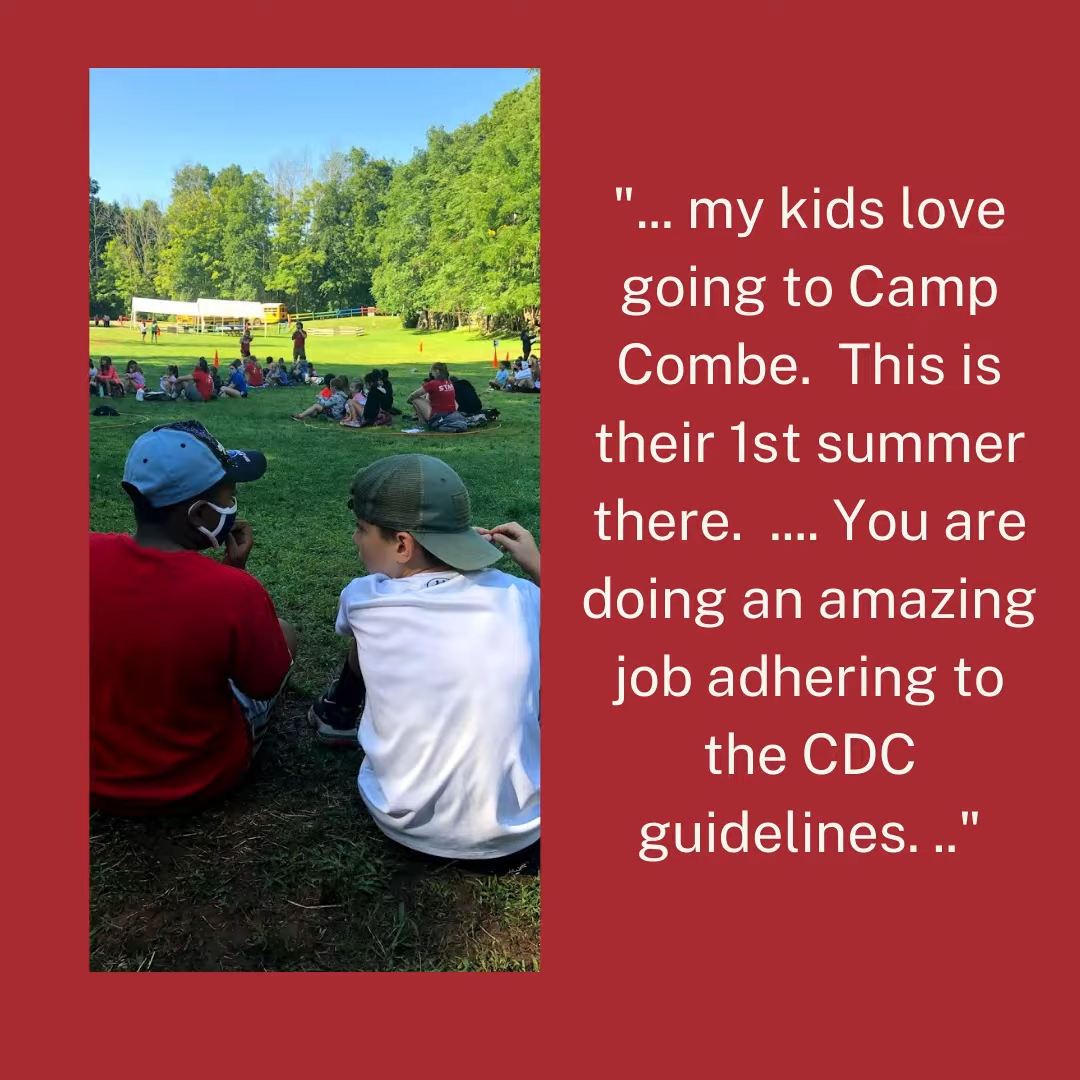 "... my kids love
going to Camp
Combe.  This is
their 1st summer
there.  .... You are
doing an amazing
job adhering to
the CDC
guidelines. .."
STAFF